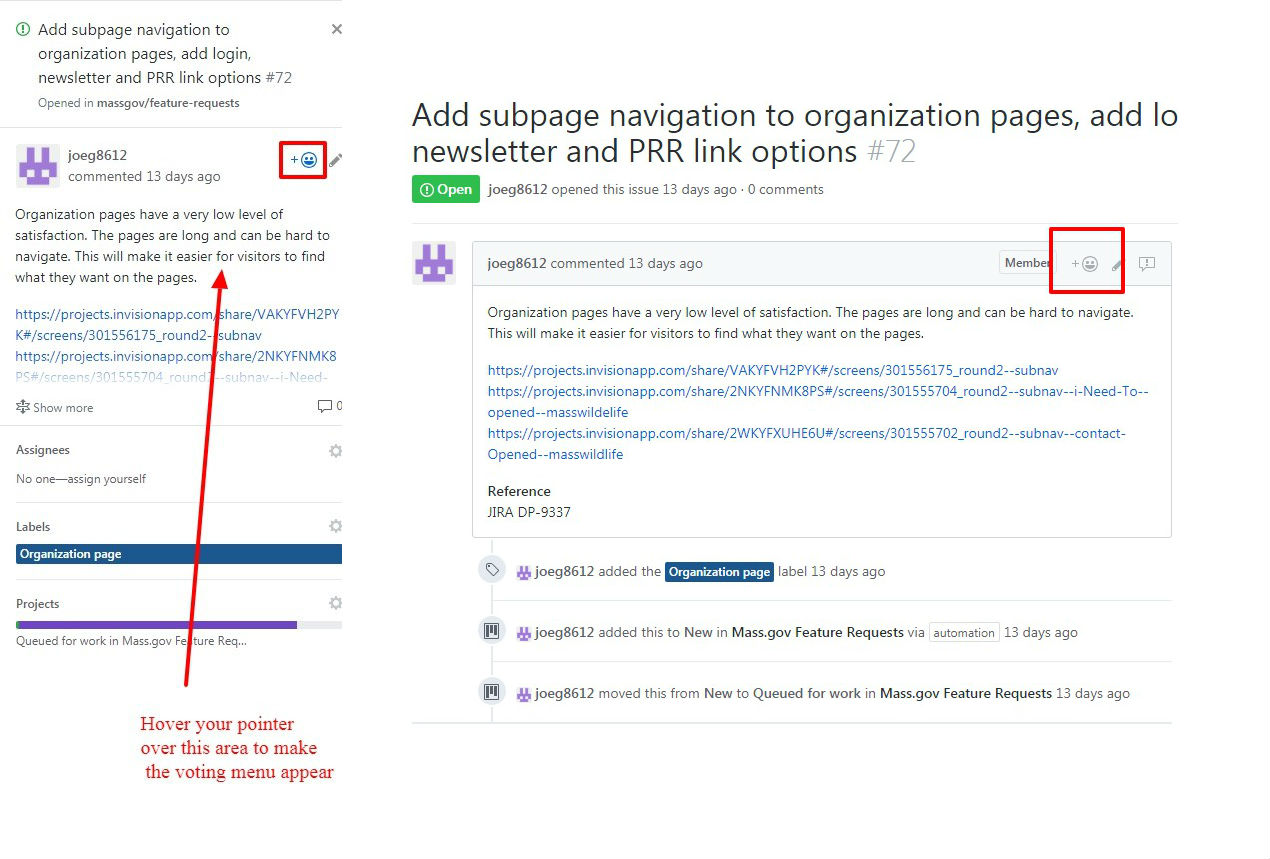 Add subpage navigation to
organization pages, add login,
newsletter and PRR link options #72
Opened in massgov/feature-requests
joeg8612
commented 13 days ago
Organization pages have a very low level of
satisfaction. The pages are long and can be hard to
navigate. This will make it easier for visitors to find
what they want on the pages.
https://projects.invisionapp.com/share/VAKYFVH2PY
K#/screens/301556175_round2--subnav
https://projects.invisionapp.com/share/2NKYFNMK8
PS#/screens/301555704_round2--subnav--i-Need-
Show more 0
Assignees
No one—assign yourself
Labels
Organization page
Projects
Queued for work in Mass.gov Feature Req...
Hover your pointer
over this area to make
the voting menu appear
Add subpage navigation to organization pages, add lo
newsletter and PRR link options #72
Open joeg8612 opened this issue 13 days ago · 0 comments
joeg8612 commented 13 days ago Member
Organization pages have a very low level of satisfaction. The pages are long and can be hard to navigate.
This will make it easier for visitors to find what they want on the pages.
https://projects.invisionapp.com/share/VAKYFVH2PYK#/screens/301556175_round2--subnav
https://projects.invisionapp.com/share/2NKYFNMK8PS#/screens/301555704_round2--subnav--i-Need-To--
opened--masswildelife
https://projects.invisionapp.com/share/2WKYFXUHE6U#/screens/301555702_round2--subnav--contact-
Opened--masswildlife
Reference
JIRA DP-9337
joeg8612 added the Organization page label 13 days ago
joeg8612 added this to New in Mass.gov Feature Requests via automation 13 days ago
joeg8612 moved this from New to Queued for work in Mass.gov Feature Requests 13 days ago